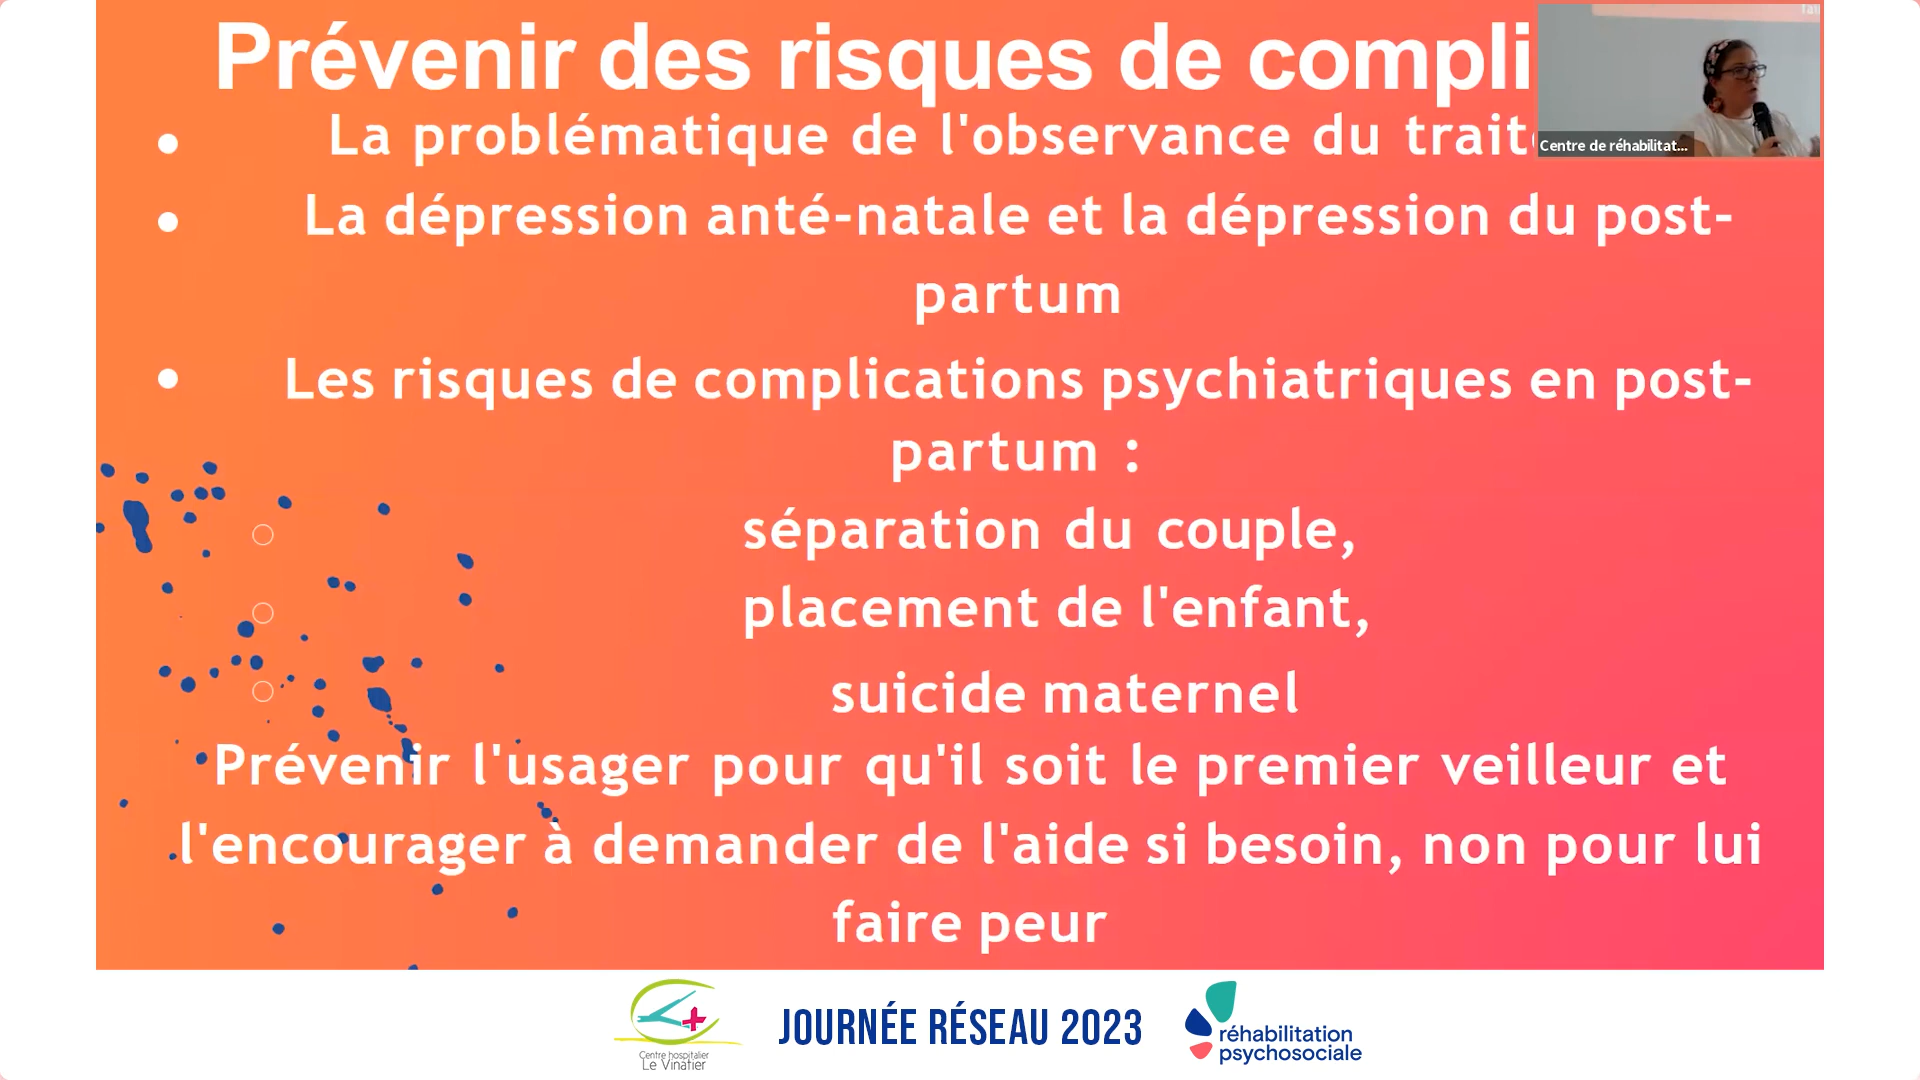 Prévenir des risques de compli
La problématique de l'observance du trait
La dépression anté-natale et la dépression du post-
partum
Les risques de complications psychiatriques en post-
partum :
séparation du couple,
placement de l'enfant,
suicide maternel
Prévenir l'usager pour qu'il soit le premier veilleur et
l'encourager à demander de l'aide si besoin, non pour lui
faire peur
Centre de réhabilitat...
Centre hospitalier
Le Vinatier
JOURNÉE RÉSEAU 2023
réhabilitation
psychosociale